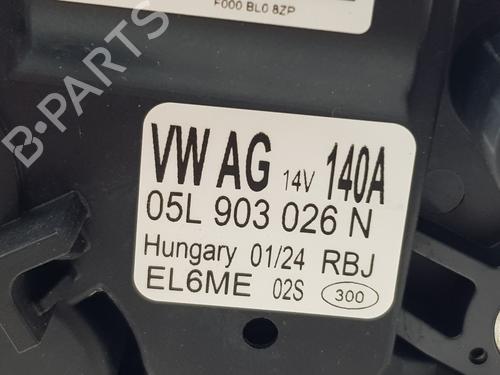 F000 BL0 8ZP
B-PARTS
VW AG 14V 140A
05L 903 026 N
Hungary 01/24 RBJ
EL6ME 02S 300